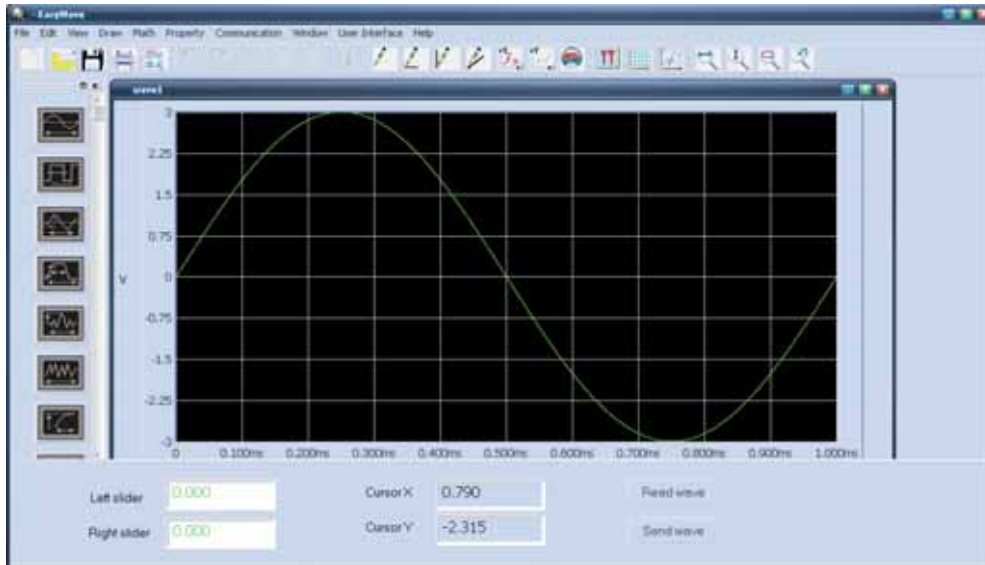 EasyWave
File Edit View Draw Math Property Communication Window User Interface Help
wave1
3
2.25
1.5
0.75
V
0
-0.75
-1.5
-2.25
-3
0 0.100ms 0.200ms 0.300ms 0.400ms 0.500ms 0.600ms 0.700ms 0.800ms 0.900ms 1.000ms
Left slider 0.000 Cursor X 0.790 Read wave
Right slider 0.000 Cursor Y -2.315 Send wave